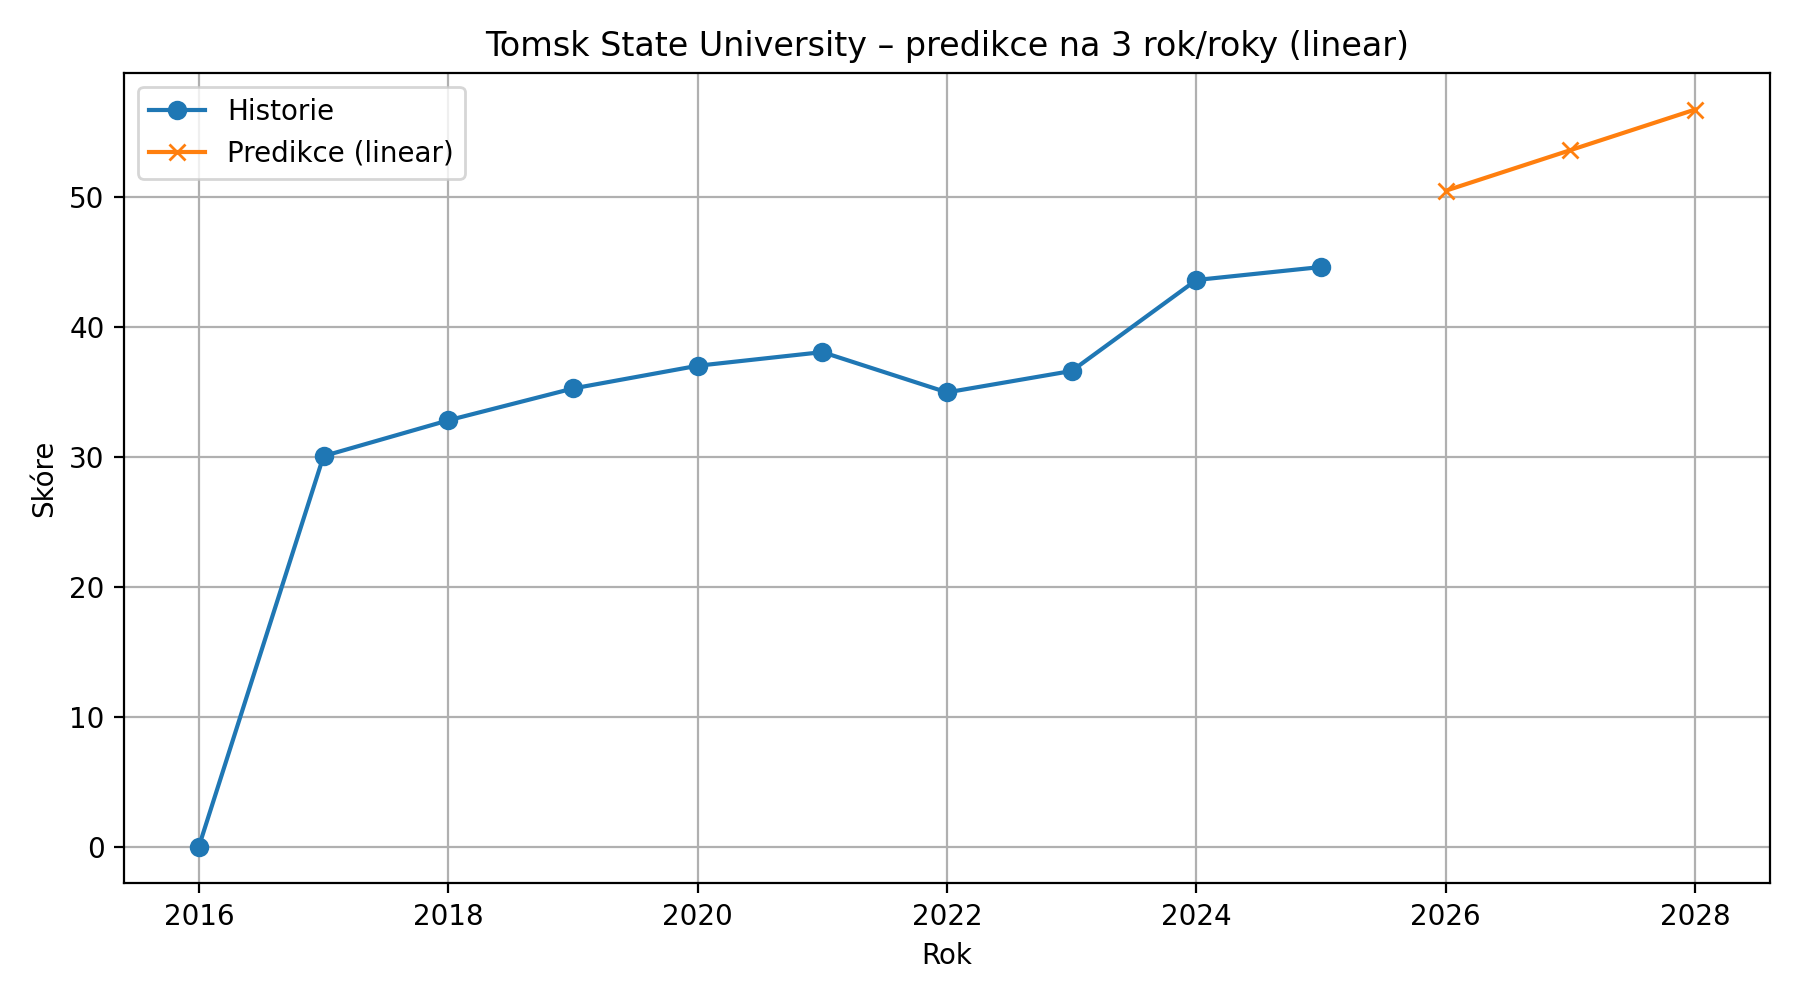 Tomsk State University – predikce na 3 rok/roky (linear)
Historie
Predikce (linear)
50
40
30
20
10
0
Skóre
2016 2018 2020 2022 2024 2026 2028
Rok